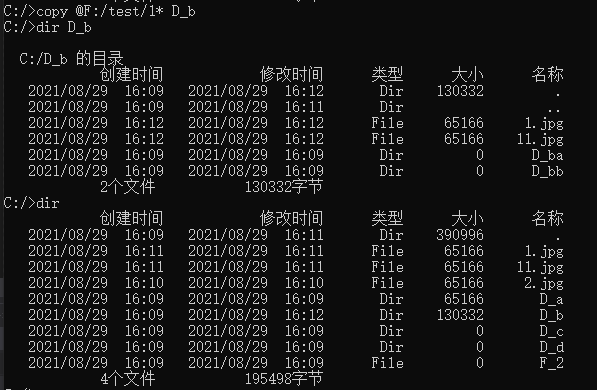 C:/>copy @F:/test/1* D_b
C:/>dir D_b
C:/D_b 的目录
创建时间 修改时间 类型 大小 名称
2021/08/29 16:09 2021/08/29 16:12 Dir 130332 .
2021/08/29 16:09 2021/08/29 16:11 Dir ..
2021/08/29 16:12 2021/08/29 16:12 File 65166 1.jpg
2021/08/29 16:12 2021/08/29 16:12 File 65166 11.jpg
2021/08/29 16:09 2021/08/29 16:09 Dir 0 D_ba
2021/08/29 16:09 2021/08/29 16:09 Dir 0 D_bb
2个文件 130332字节
C:/>dir
创建时间 修改时间 类型 大小 名称
2021/08/29 16:09 2021/08/29 16:11 Dir 390996 .
2021/08/29 16:11 2021/08/29 16:11 File 65166 1.jpg
2021/08/29 16:11 2021/08/29 16:11 File 65166 11.jpg
2021/08/29 16:10 2021/08/29 16:10 File 65166 2.jpg
2021/08/29 16:09 2021/08/29 16:09 Dir 65166 D_a
2021/08/29 16:09 2021/08/29 16:12 Dir 130332 D_b
2021/08/29 16:09 2021/08/29 16:09 Dir 0 D_c
2021/08/29 16:09 2021/08/29 16:09 Dir 0 D_d
2021/08/29 16:09 2021/08/29 16:09 File 0 F_2
4个文件 195498字节